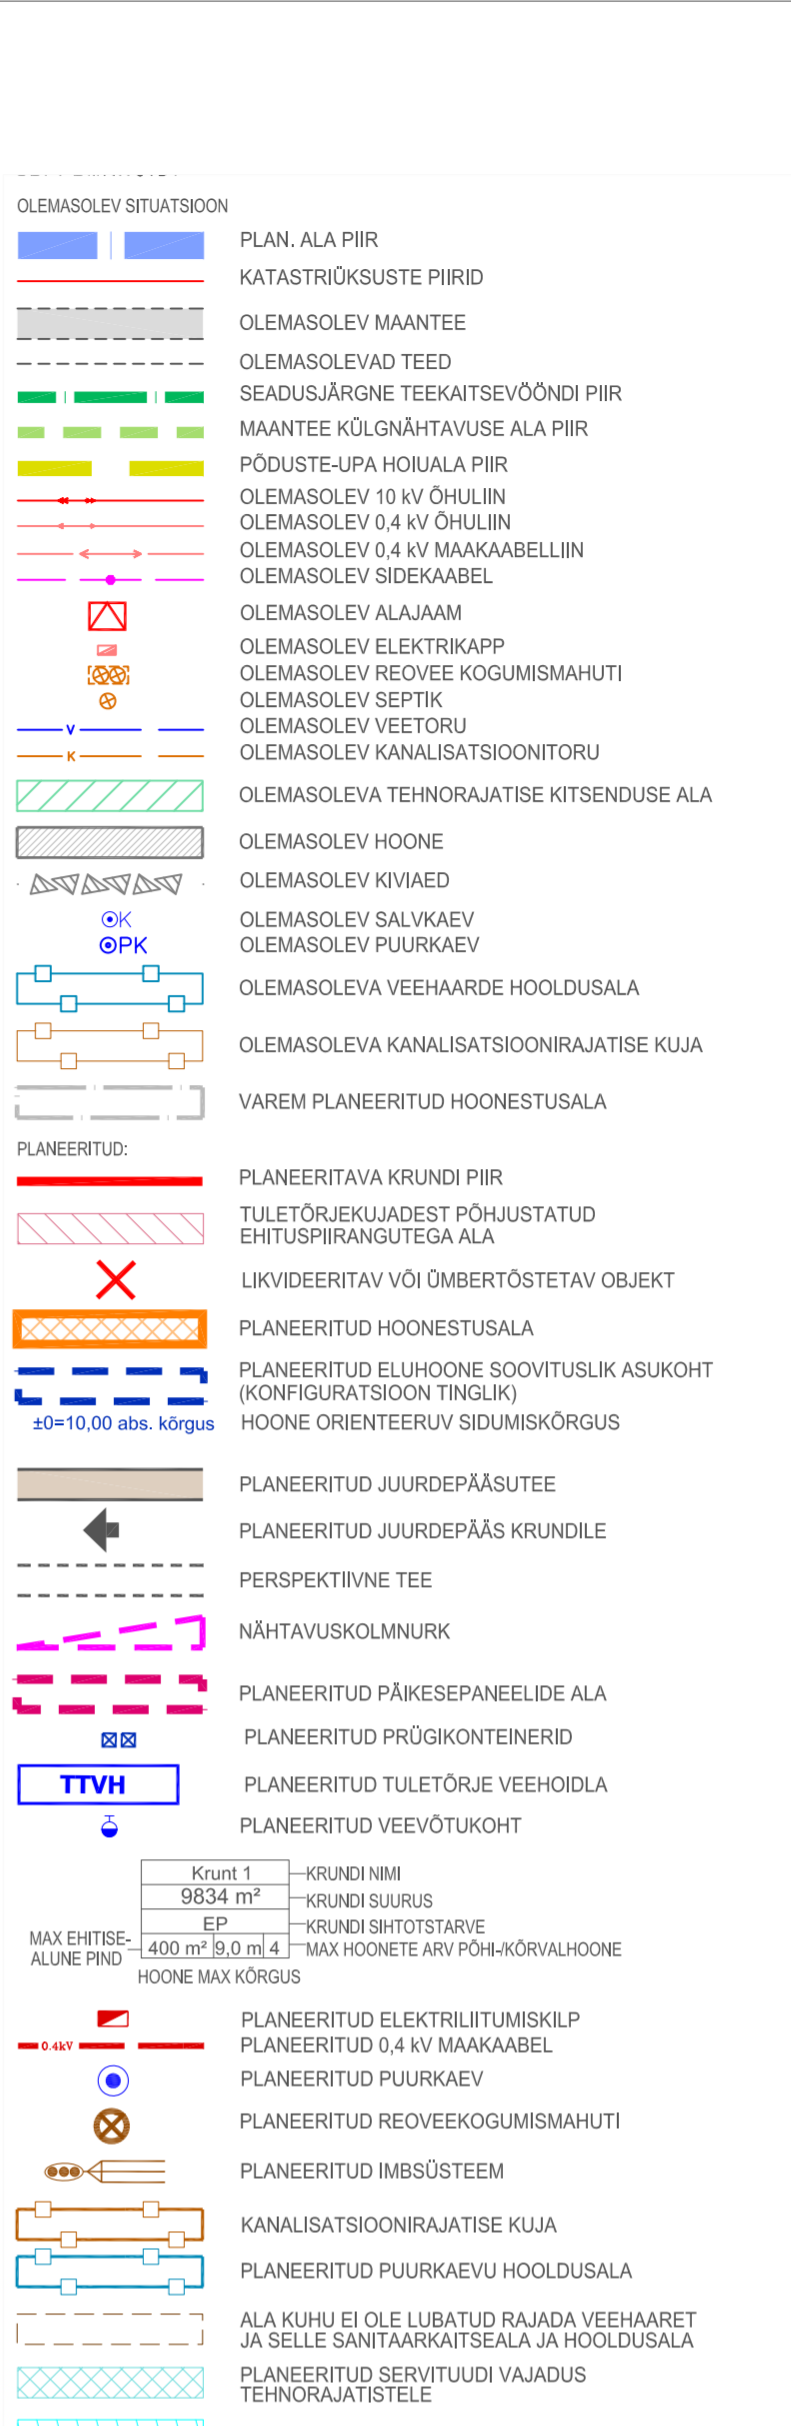 OLEMASOLEV SITUATSIOON
PLAN. ALA PIIR
KATASTRIÜKSUSTE PIIRID
OLEMASOLEV MAANTEE
OLEMASOLEVAD TEED
SEADUSJÄRGNE TEEKAITSEVÖÖNDI PIIR
MAANTEE KÜLGNÄHTAVUSE ALA PIIR
PÕDUSTE-UPA HOIUALA PIIR
OLEMASOLEV 10 kV ÕHULIIN
OLEMASOLEV 0,4 kV ÕHULIIN
OLEMASOLEV 0,4 kV MAAKAABELLIIN
OLEMASOLEV SIDEKAABEL
OLEMASOLEV ALAJAAM
OLEMASOLEV ELEKTRIKAPP
OLEMASOLEV REOVEE KOGUMISMAHUTI
OLEMASOLEV SEPTIK
V OLEMASOLEV VEETORU
K OLEMASOLEV KANALISATSIOONITORU
OLEMASOLEVA TEHNORAJATISE KITSENDUSE ALA
OLEMASOLEV HOONE
OLEMASOLEV KIVIAED
K OLEMASOLEV SALVKAEV
PK OLEMASOLEV PUURKAEV
OLEMASOLEVA VEEHAARDE HOOLDUSALA
OLEMASOLEVA KANALISATSIOONIRAJATISE KUJA
VAREM PLANEERITUD HOONESTUSALA
PLANEERITUD:
PLANEERITAVA KRUNDI PIIR
TULETÕRJEKUJADEST PÕHJUSTATUD
EHITUSPIIRANGUTEGA ALA
LIKVIDEERITAV VÕI ÜMBERTÕSTETAV OBJEKT
PLANEERITUD HOONESTUSALA
PLANEERITUD ELUHOONE SOOVITUSLIK ASUKOHT
(KONFIGURATSIOON TINGLIK)
±0=10,00 abs. kõrgus HOONE ORIENTEERUV SIDUMISKÕRGUS
PLANEERITUD JUURDEPÄÄSUTEE
PLANEERITUD JUURDEPÄÄS KRUNDILE
PERSPEKTIIVNE TEE
NÄHTAVUSKOLMNURK
PLANEERITUD PÄIKESEPANEELIDE ALA
PLANEERITUD PRÜGIKONTEINERID
TTVH PLANEERITUD TULETÕRJE VEEHOIDLA
PLANEERITUD VEEVÕTUKOHT
Krunt 1 KRUNDI NIMI
9834 m² KRUNDI SUURUS
EP KRUNDI SIHTOTSTARVE
MAX EHITISE-
ALUNE PIND
400 m² 9,0 m 4 MAX HOONETE ARV PÕHI-/KÕRVALHOONE
HOONE MAX KÕRGUS
PLANEERITUD ELEKTRILIITUMISKILP
0.4kV PLANEERITUD 0,4 kV MAAKAABEL
PLANEERITUD PUURKAEV
PLANEERITUD REOVEEKOGUMISMAHUTI
PLANEERITUD IMBSÜSTEEM
KANALISATSIOONIRAJATISE KUJA
PLANEERITUD PUURKAEVU HOOLDUSALA
ALA KUHU EI OLE LUBATUD RAJADA VEEHAARET
JA SELLE SANITAARKAITSEALA JA HOOLDUSALA
PLANEERITUD SERVITUUDI VAJADUS
TEHNORAJATISTELE